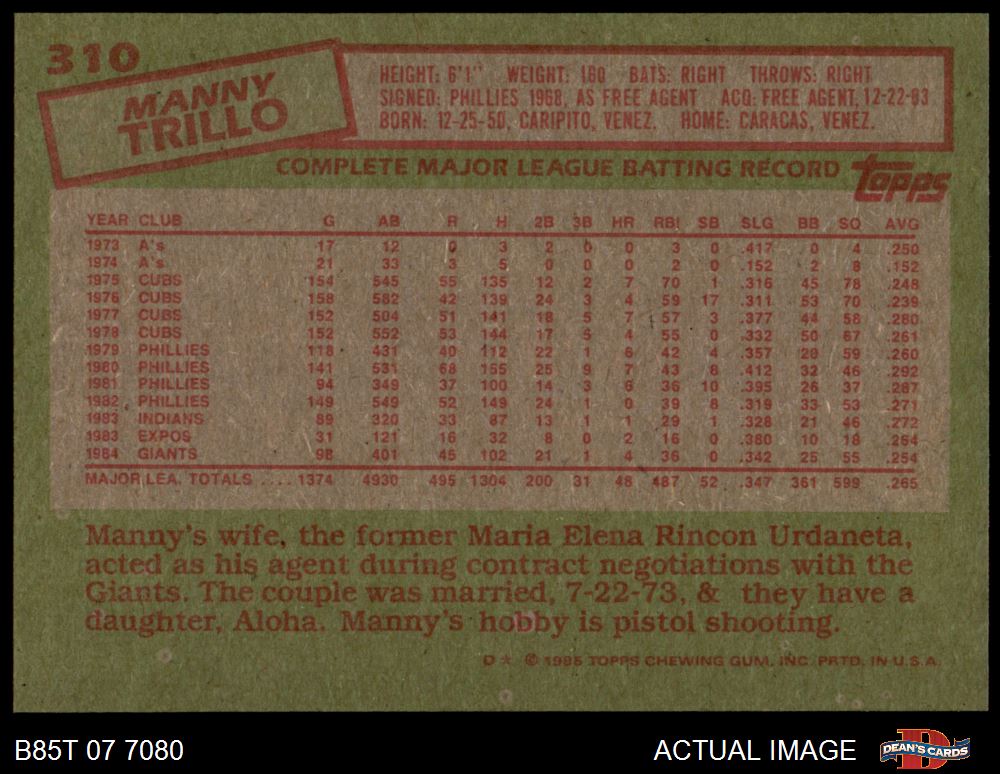 310
MANNY
TRILLO
HEIGHT: 6'1" WEIGHT: 160 BATS: RIGHT THROWS: RIGHT
SIGNED: PHILLIES 1968, AS FREE AGENT ACQ: FREE AGENT, 12-22-83
BORN: 12-25-50, CARIPITO, VENEZ. HOME: CARACAS, VENEZ.
COMPLETE MAJOR LEAGUE BATTING RECORD
Topps
YEAR CLUB G AB R H 2B 3B HR RBI SB SLG BB SO AVG
1973 A's 17 12 0 3 2 0 0 3 0 .417 0 4 .250
1974 A's 21 33 3 5 0 0 0 2 0 .152 2 8 .152
1975 CUBS 154 545 55 135 12 2 7 70 1 .316 45 78 .248
1976 CUBS 158 582 42 139 24 3 4 59 17 .311 53 70 .239
1977 CUBS 152 504 51 141 18 5 7 57 3 .377 44 58 .280
1978 CUBS 152 552 53 144 17 5 4 55 0 .332 50 67 .261
1979 PHILLIES 118 431 40 112 22 1 6 42 4 .357 20 59 .260
1980 PHILLIES 141 531 68 155 25 9 7 43 8 .412 32 46 .292
1981 PHILLIES 94 349 37 100 14 3 6 36 10 .395 26 37 .287
1982 PHILLIES 149 549 52 149 24 1 0 39 8 .319 33 53 .271
1983 INDIANS 89 320 33 87 13 1 1 29 1 .328 21 46 .272
1983 EXPOS 31 121 16 32 8 0 2 16 0 .380 10 18 .264
1984 GIANTS 98 401 45 102 21 1 4 36 0 .342 25 55 .254
MAJOR LEA. TOTALS .... 1374 4930 495 1304 200 31 48 487 52 .347 361 599 .265
Manny's wife, the former Maria Elena Rincon Urdaneta,
acted as his agent during contract negotiations with the
Giants. The couple was married, 7-22-73, & they have a
daughter, Aloha. Manny's hobby is pistol shooting.
D* © 1985 TOPPS CHEWING GUM, INC. PRTD. IN U.S.A.
B85T 07 7080
ACTUAL IMAGE
D
DEAN'S CARDS